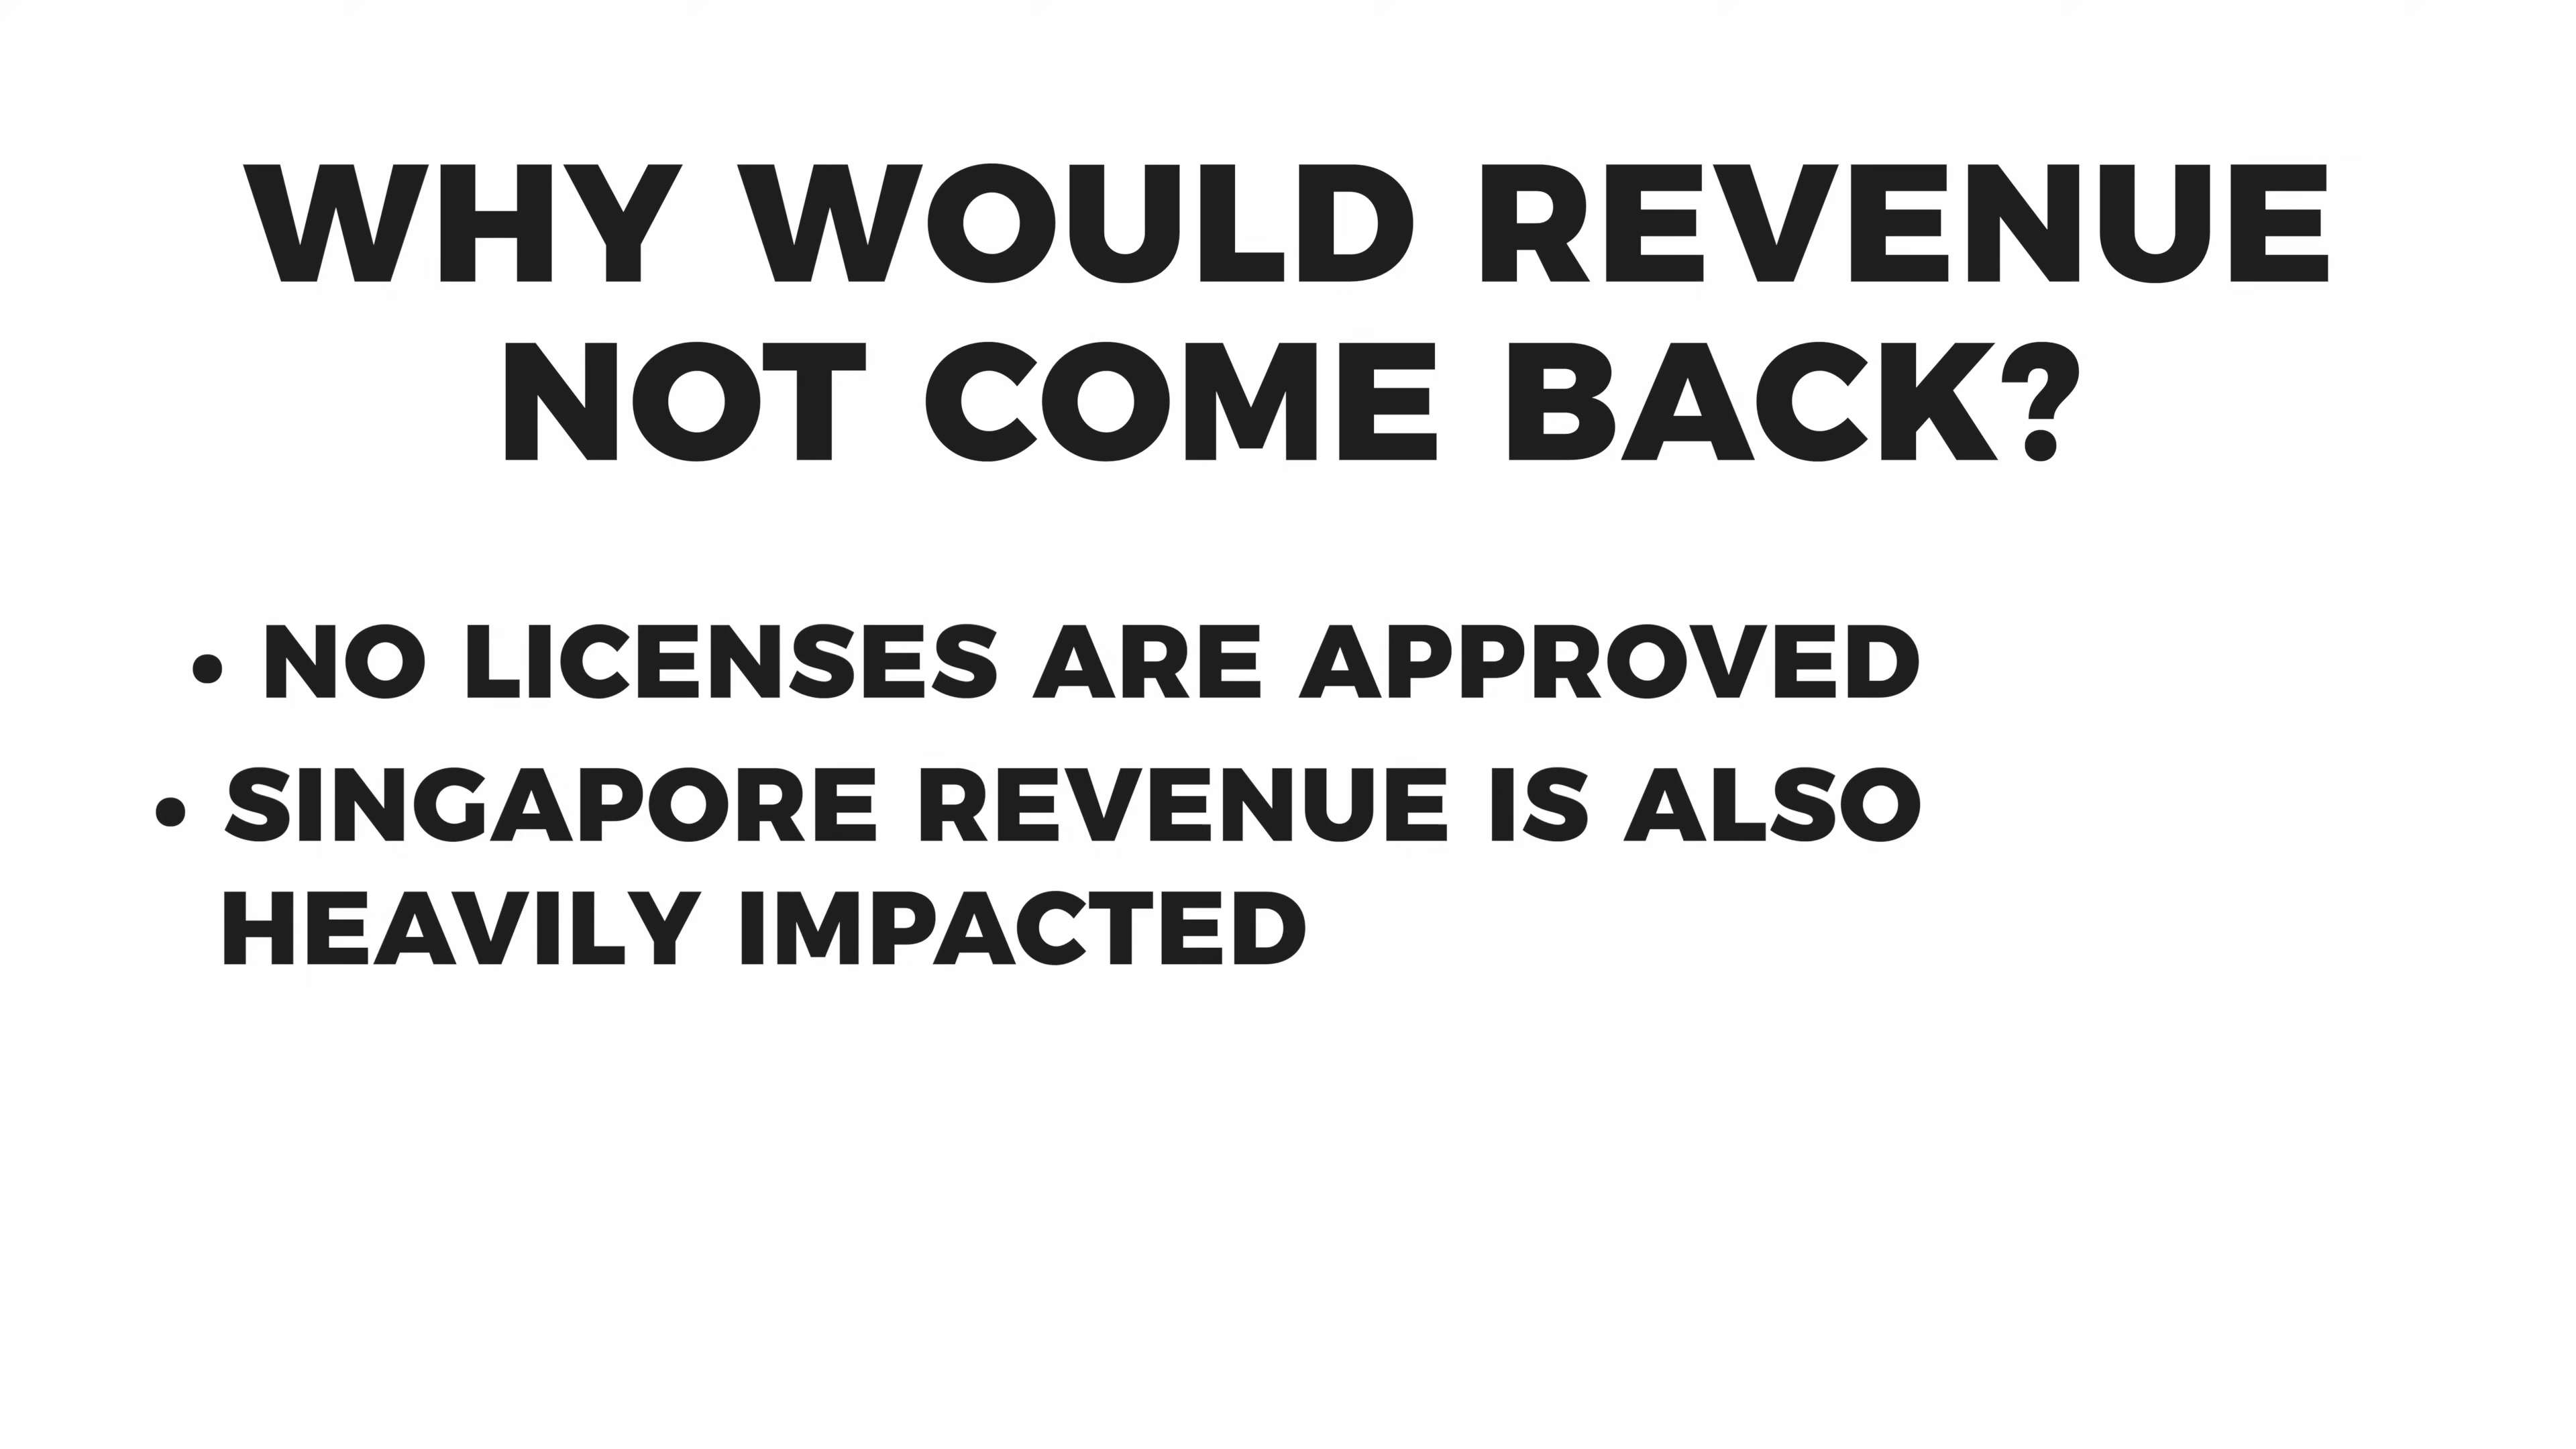 WHY WOULD REVENUE
NOT COME BACK?
• NO LICENSES ARE APPROVED
• SINGAPORE REVENUE IS ALSO
HEAVILY IMPACTED